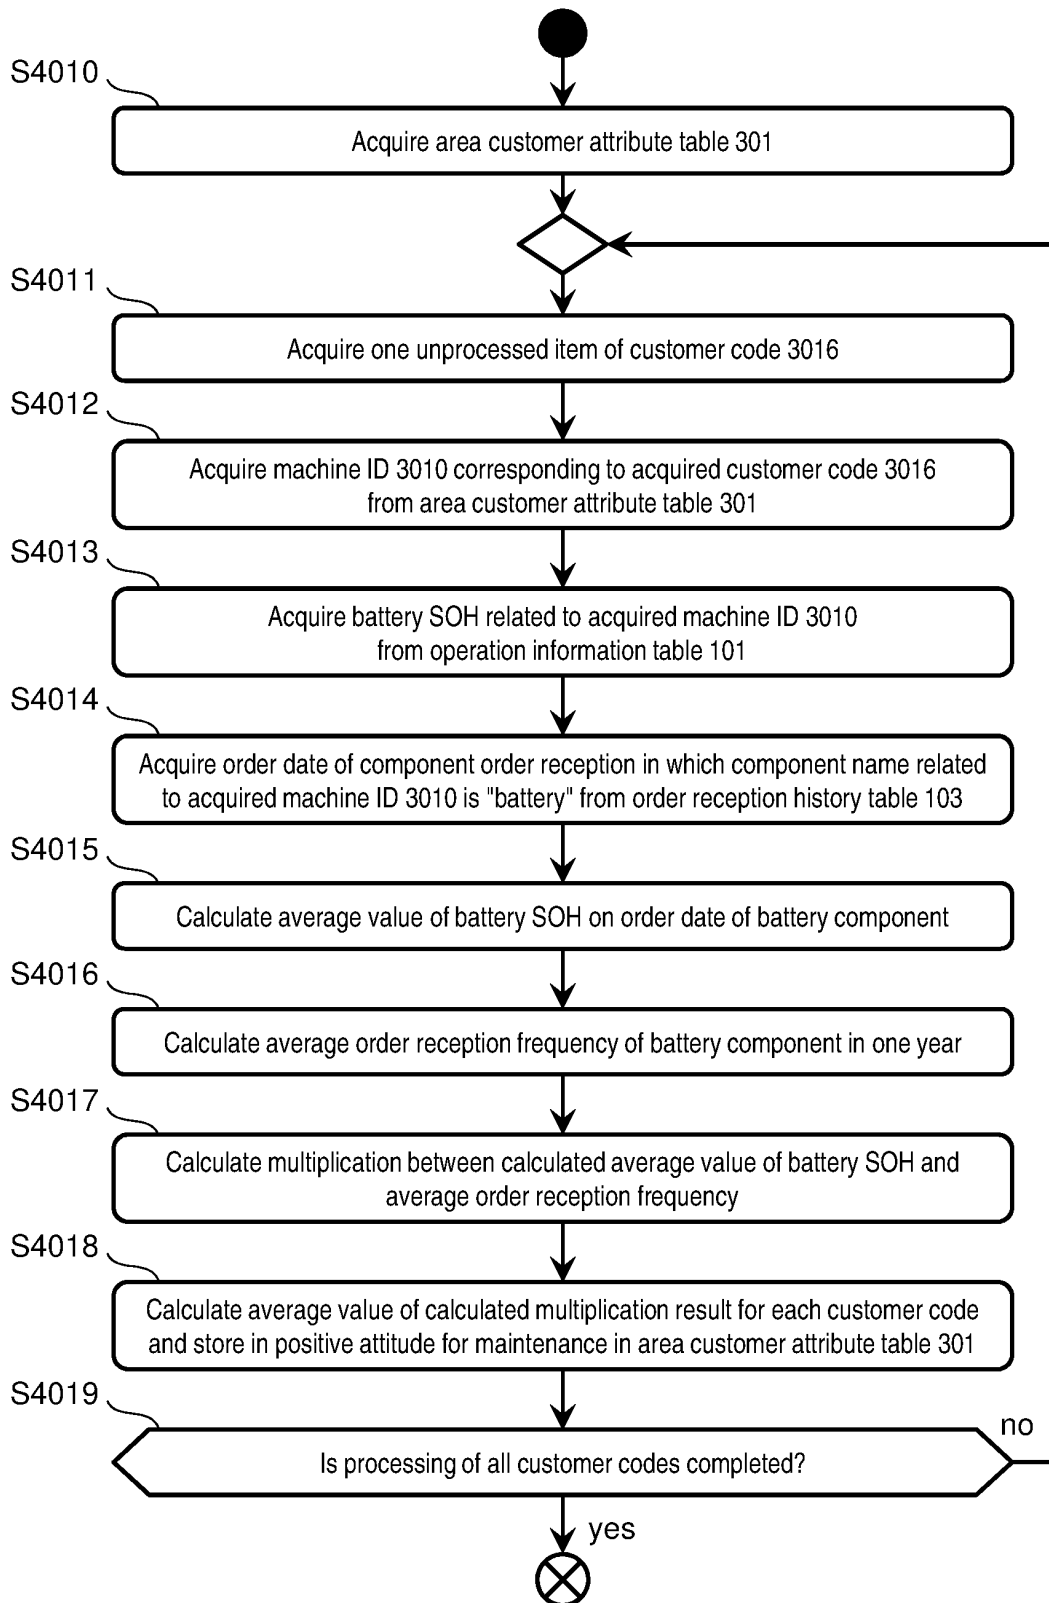 S4010
Acquire area customer attribute table 301
S4011
Acquire one unprocessed item of customer code 3016
S4012
Acquire machine ID 3010 corresponding to acquired customer code 3016
from area customer attribute table 301
S4013
Acquire battery SOH related to acquired machine ID 3010
from operation information table 101
S4014
Acquire order date of component order reception in which component name related
to acquired machine ID 3010 is "battery" from order reception history table 103
S4015
Calculate average value of battery SOH on order date of battery component
S4016
Calculate average order reception frequency of battery component in one year
S4017
Calculate multiplication between calculated average value of battery SOH and
average order reception frequency
S4018
Calculate average value of calculated multiplication result for each customer code
and store in positive attitude for maintenance in area customer attribute table 301
S4019
Is processing of all customer codes completed?
no
yes